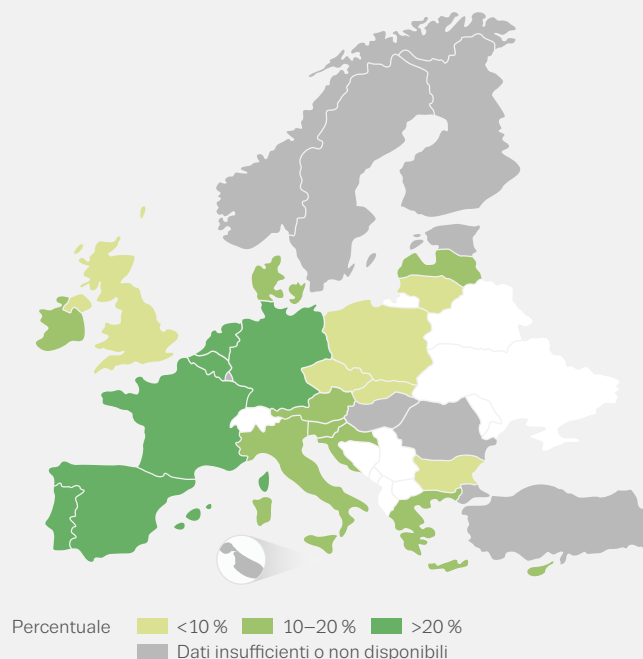 Percentuale <10 % 10–20 % >20 %
Dati insufficienti o non disponibili